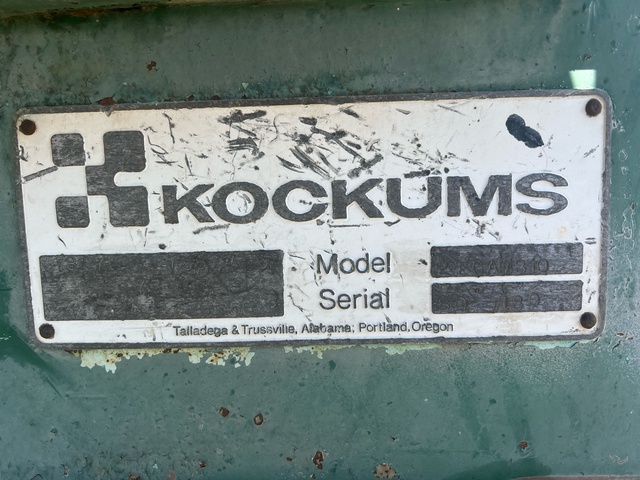 KOCKUMS
Model
Serial
Talladega & Trussville, Alabama; Portland, Oregon